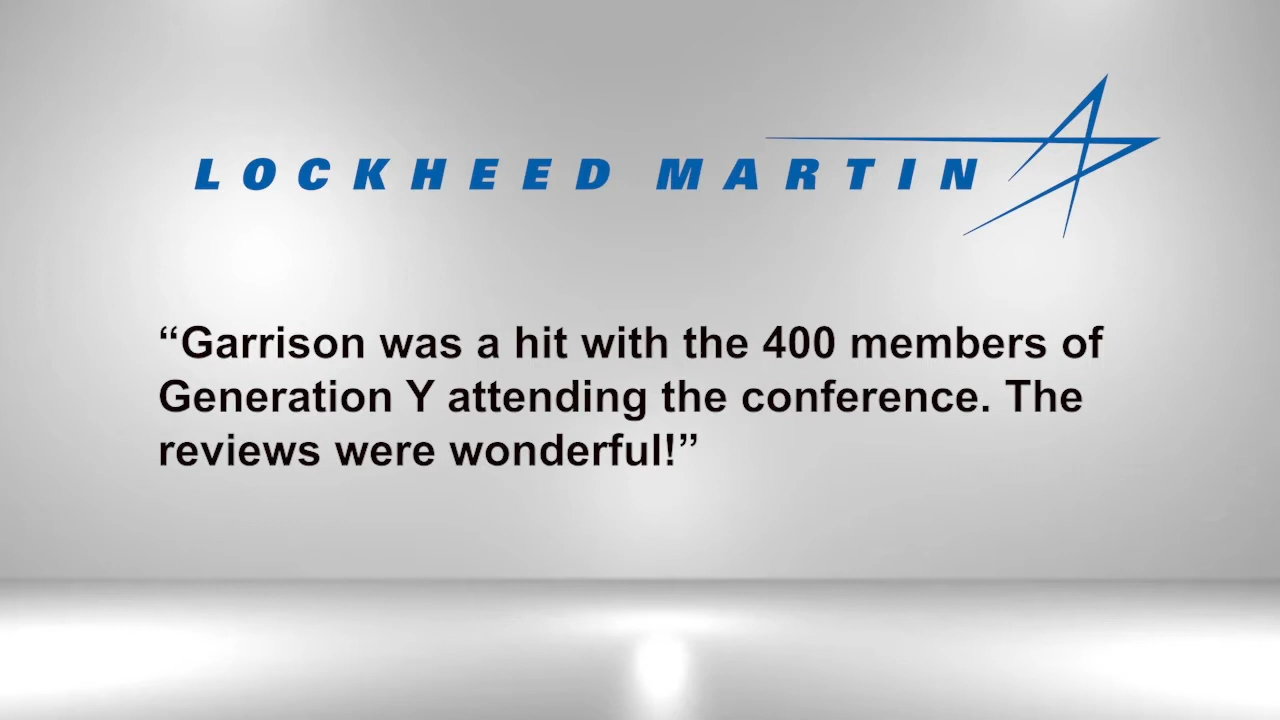 LOCKHEED MARTIN
“Garrison was a hit with the 400 members of
Generation Y attending the conference. The
reviews were wonderful!”